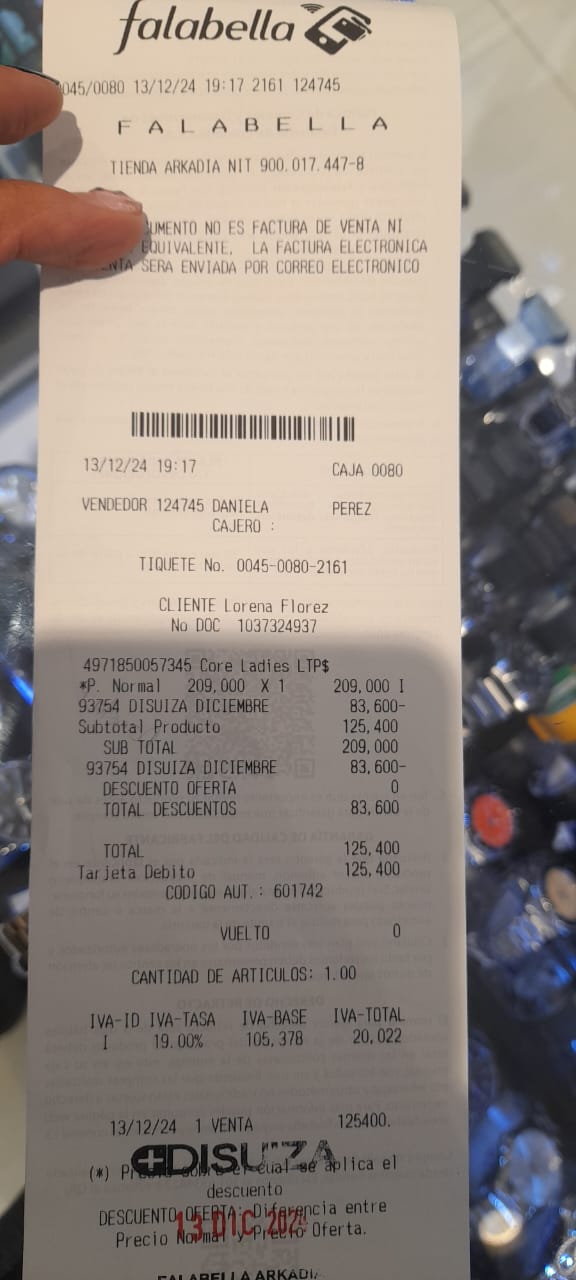 falabella
0045/0080 13/12/24 19:17 2161 124745
FALABELLA
TIENDA ARKADIA NIT 900.017.447-8
NO ES FACTURA DE VENTA NI
EQUIVALENTE, LA FACTURA ELECTRONICA
SERA ENVIADA POR CORREO ELECTRONICO
13/12/24 19:17 CAJA 0080
VENDEDOR 124745 DANIELA PEREZ
CAJERO :
TIQUETE No. 0045-0080-2161
CLIENTE Lorena Florez
No DOC 1037324937
4971850057345 Core Ladies LTP$
*P. Normal 209,000 X 1 209,000 I
93754 DISUIZA DICIEMBRE 83,600-
Subtotal Producto 125,400
SUB TOTAL 209,000
93754 DISUIZA DICIEMBRE 83,600-
DESCUENTO OFERTA 0
TOTAL DESCUENTOS 83,600
TOTAL 125,400
Tarjeta Debito 125,400
CODIGO AUT. : 601742
VUELTO 0
CANTIDAD DE ARTICULOS: 1.00
IVA-ID IVA-TASA IVA-BASE IVA-TOTAL
I 19.00% 105,378 20,022
13/12/24 1 VENTA 125400.
DISUIZA
(*) Precio sobre el cual se aplica el
descuento
DESCUENTO OFERTA: Diferencia entre
13 DIC 2024
Precio Normal y Precio Oferta.
FALABELLA ARKADI